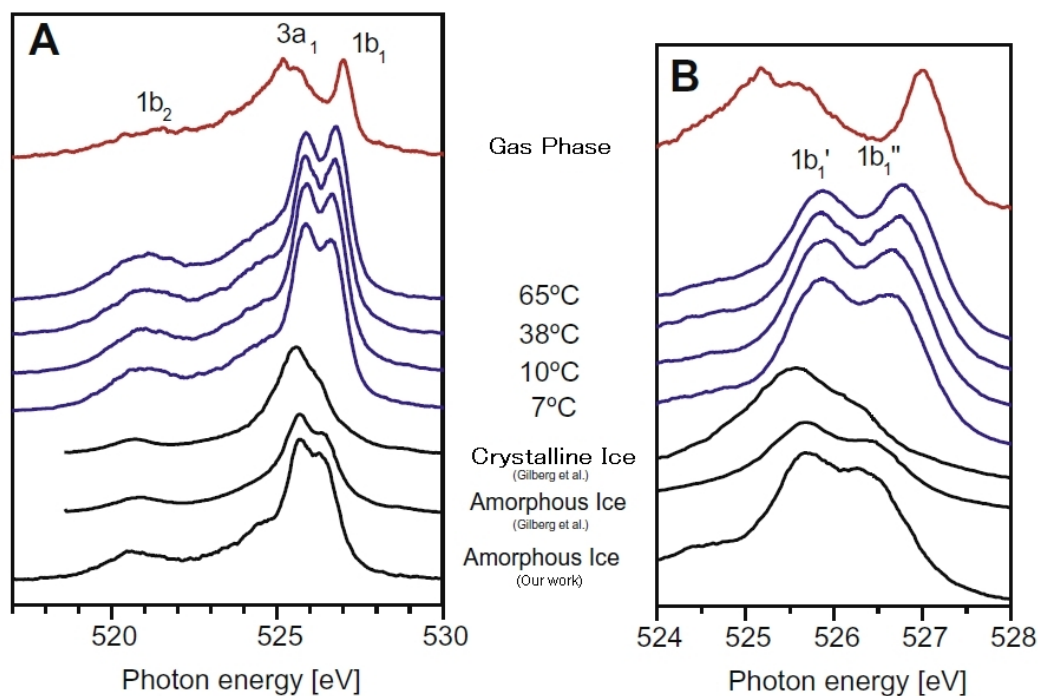 A
3a1
1b1
1b2
B
1b1'
1b1"
Gas Phase
65ºC
38ºC
10ºC
7ºC
Crystalline Ice
(Gilberg et al.)
Amorphous Ice
(Gilberg et al.)
Amorphous Ice
(Our work)
520 525 530
Photon energy [eV]
524 525 526 527 528
Photon energy [eV]